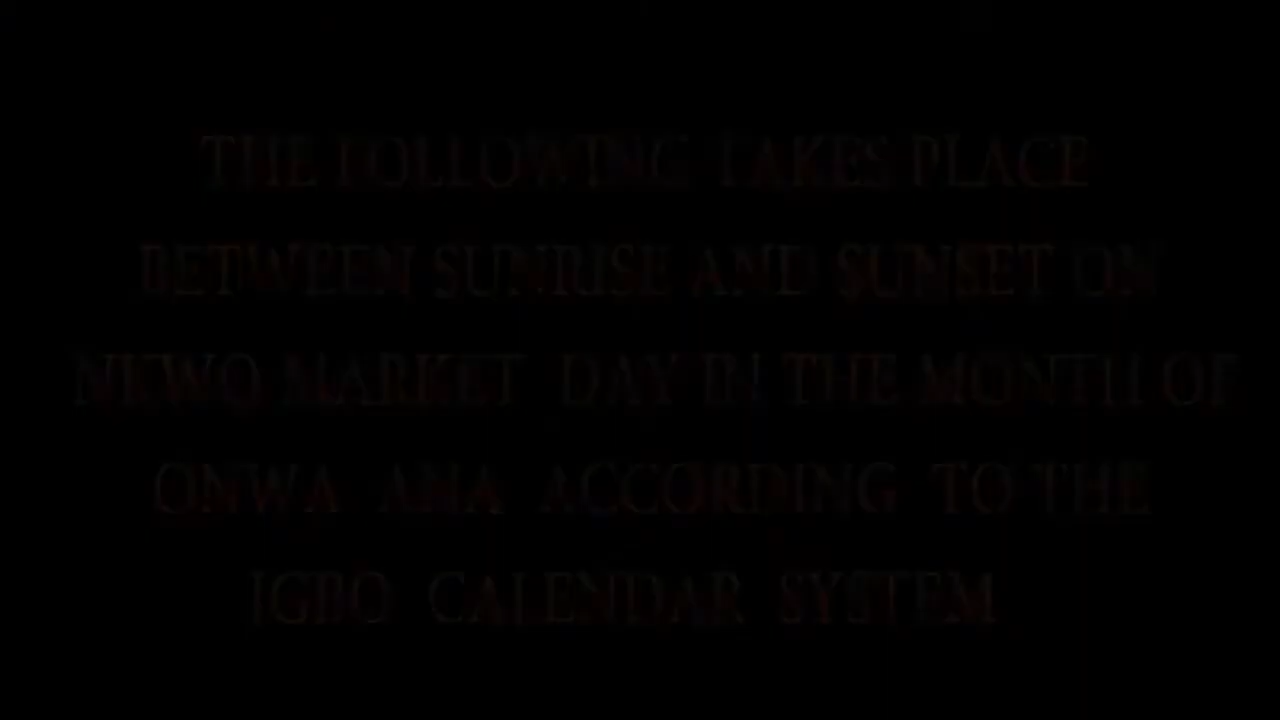 THE FOLLOWING TAKES PLACE
BETWEEN SUNRISE AND SUNSET ON
NKWO MARKET DAY IN THE MONTH OF
ONWA ANA ACCORDING TO THE
IGBO CALENDAR SYSTEM